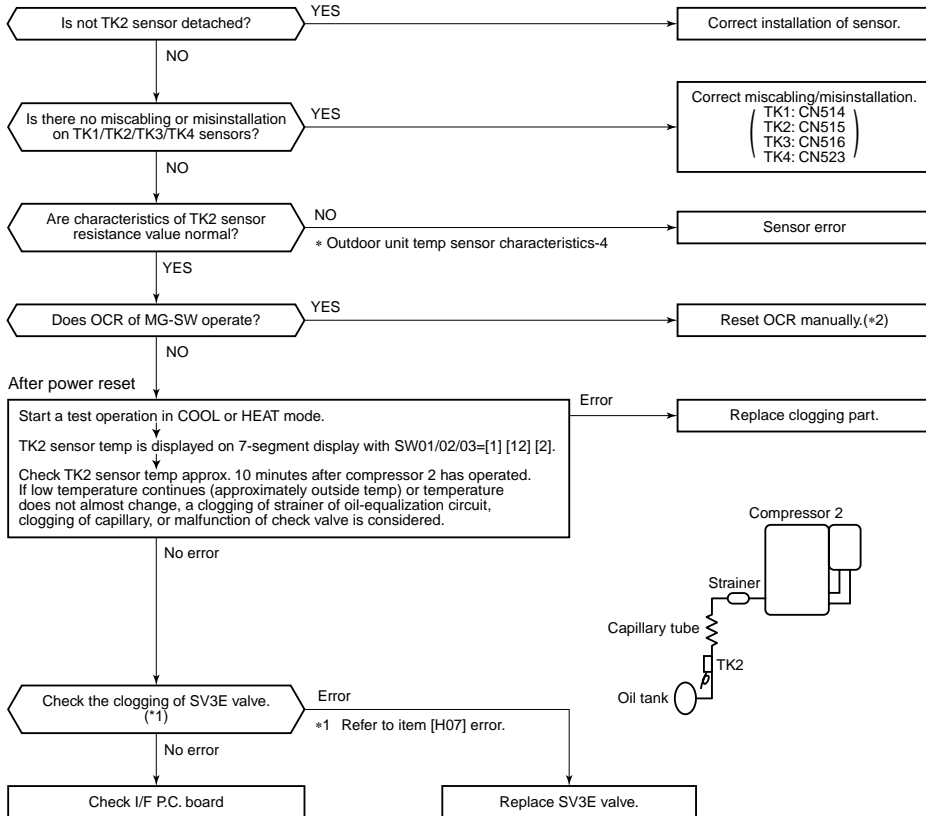 Is not TK2 sensor detached?
YES
Correct installation of sensor.
NO
Is there no miscabling or misinstallation
on TK1/TK2/TK3/TK4 sensors?
YES
Correct miscabling/misinstallation.
TK1: CN514
TK2: CN515
TK3: CN516
TK4: CN523
NO
Are characteristics of TK2 sensor
resistance value normal?
NO
* Outdoor unit temp sensor characteristics-4
Sensor error
YES
Does OCR of MG-SW operate?
YES
Reset OCR manually.(*2)
NO
After power reset
Start a test operation in COOL or HEAT mode.
TK2 sensor temp is displayed on 7-segment display with SW01/02/03=[1] [12] [2].
Check TK2 sensor temp approx. 10 minutes after compressor 2 has operated.
If low temperature continues (approximately outside temp) or temperature
does not almost change, a clogging of strainer of oil-equalization circuit,
clogging of capillary, or malfunction of check valve is considered.
Error
Replace clogging part.
No error
Compressor 2
Strainer
Capillary tube
TK2
Oil tank
Check the clogging of SV3E valve.
(*1)
Error
*1 Refer to item [H07] error.
No error
Check I/F P.C. board
Replace SV3E valve.